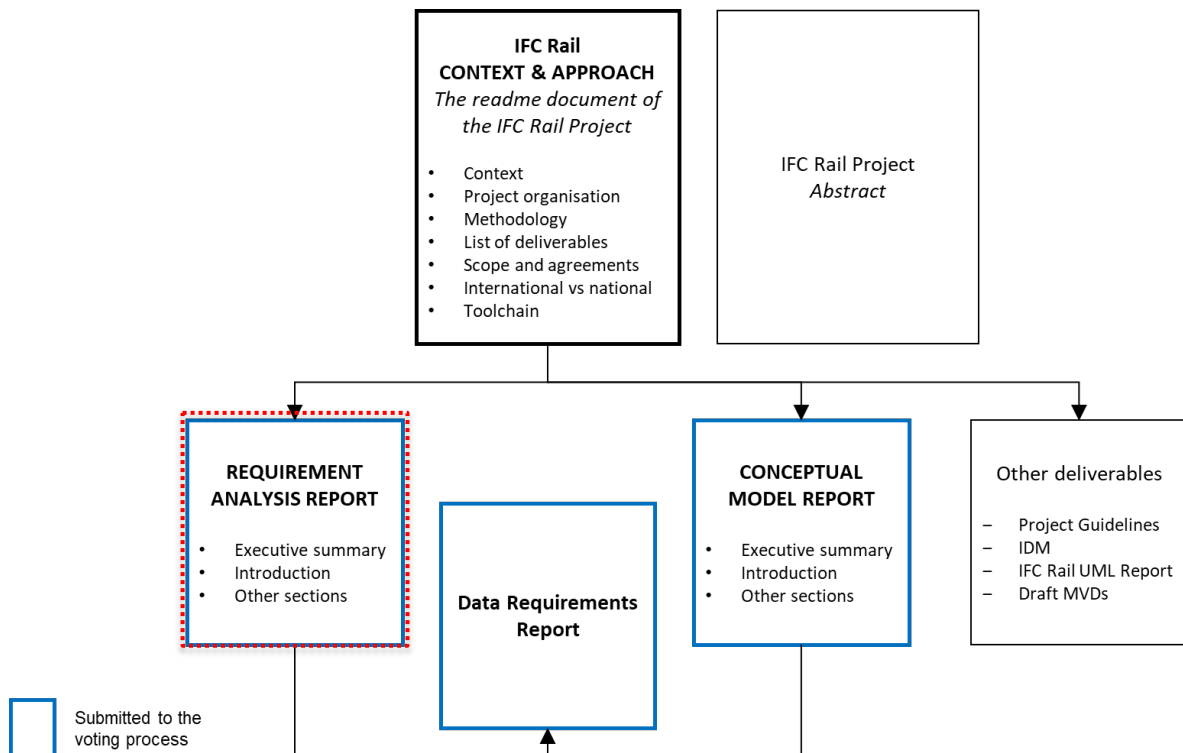 IFC Rail
CONTEXT & APPROACH
The readme document of
the IFC Rail Project
• Context
• Project organisation
• Methodology
• List of deliverables
• Scope and agreements
• International vs national
• Toolchain
IFC Rail Project
Abstract
REQUIREMENT
ANALYSIS REPORT
• Executive summary
• Introduction
• Other sections
Data Requirements
Report
CONCEPTUAL
MODEL REPORT
• Executive summary
• Introduction
• Other sections
Other deliverables
– Project Guidelines
– IDM
– IFC Rail UML Report
– Draft MVDs
Submitted to the
voting process